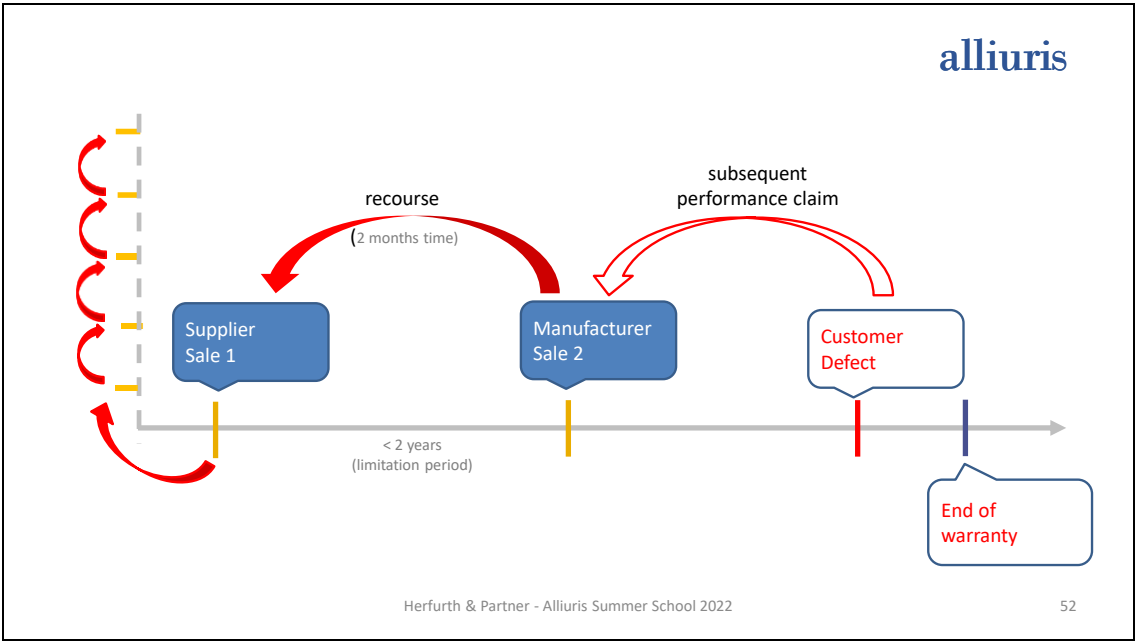 alliuris
subsequent
performance claim
recourse
(2 months time)
Supplier
Sale 1
Manufacturer
Sale 2
Customer
Defect
< 2 years
(limitation period)
End of
warranty
Herfurth & Partner - Alliuris Summer School 2022
52